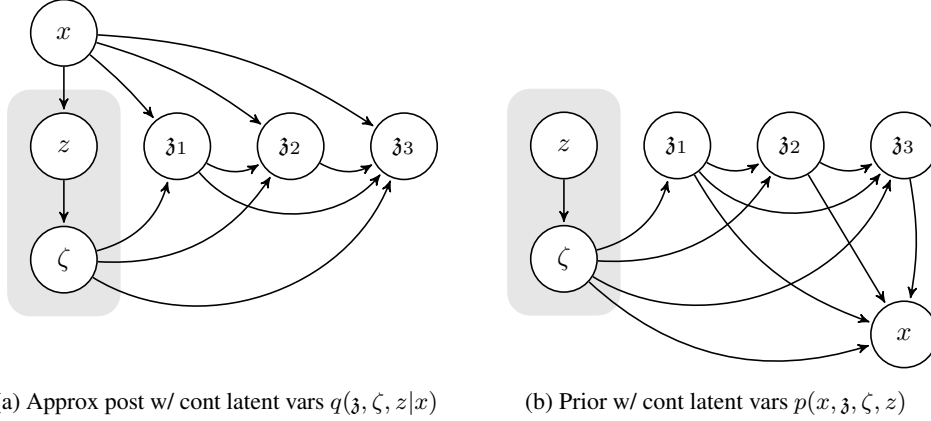 x
z
𝔷1
𝔷2
𝔷3
ζ
z
𝔷1
𝔷2
𝔷3
ζ
x
a) Approx post w/ cont latent vars q(𝔷, ζ, z|x)
(b) Prior w/ cont latent vars p(x, 𝔷, ζ, z)